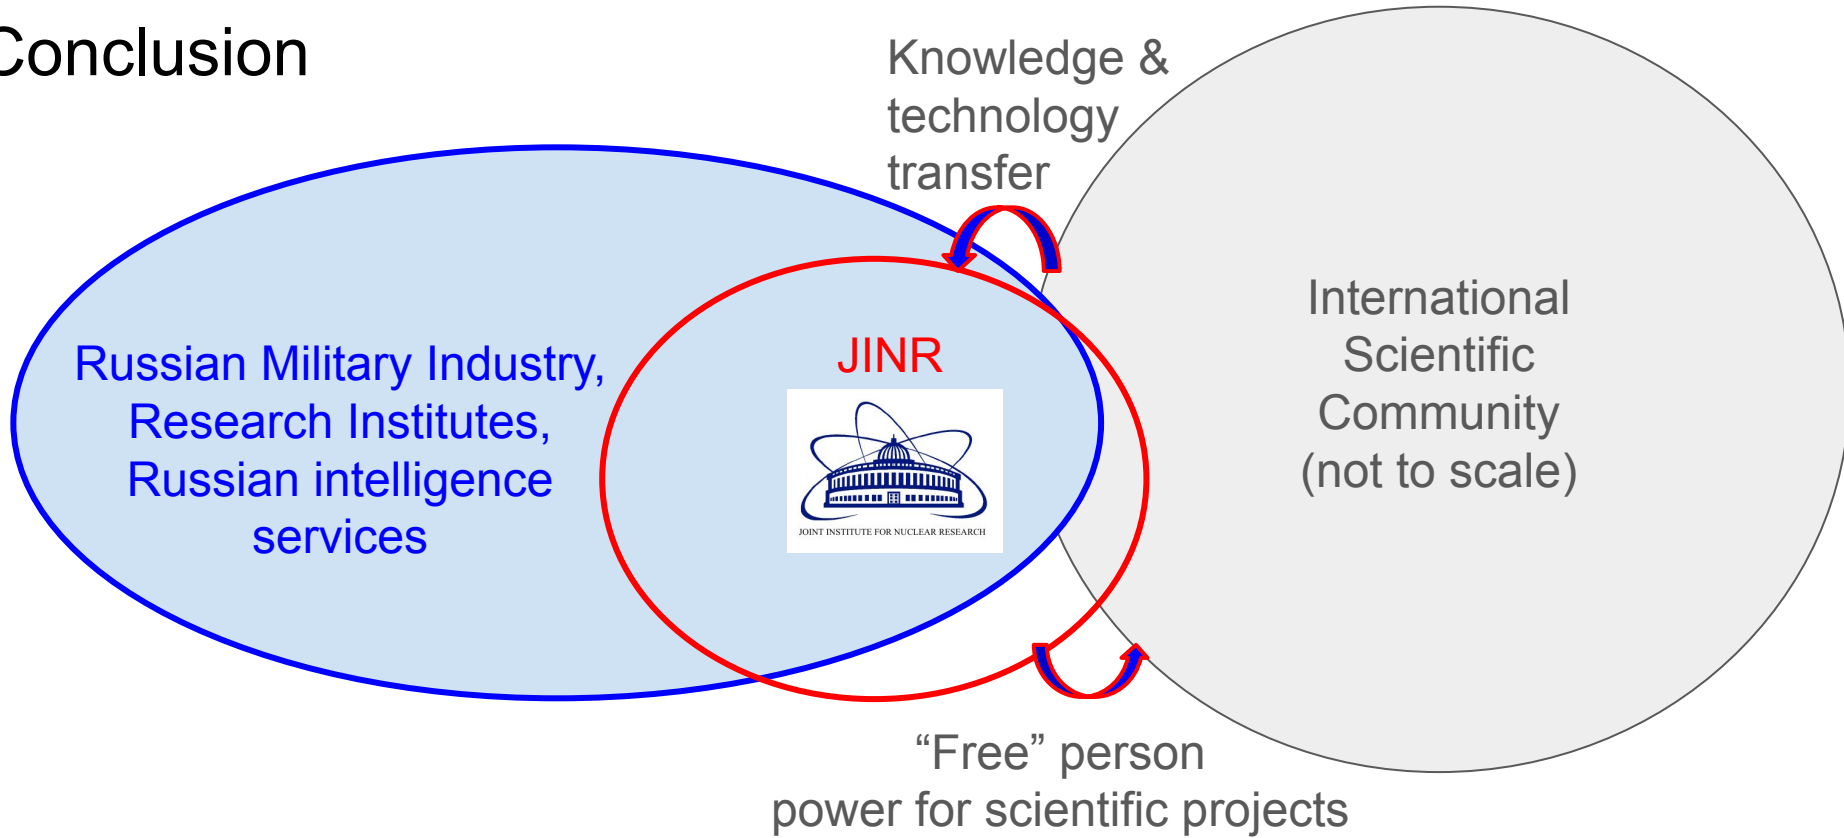 Conclusion
Knowledge &
technology
transfer
Russian Military Industry,
Research Institutes,
Russian intelligence
services
JINR
JOINT INSTITUTE FOR NUCLEAR RESEARCH
International
Scientific
Community
(not to scale)
“Free” person
power for scientific projects